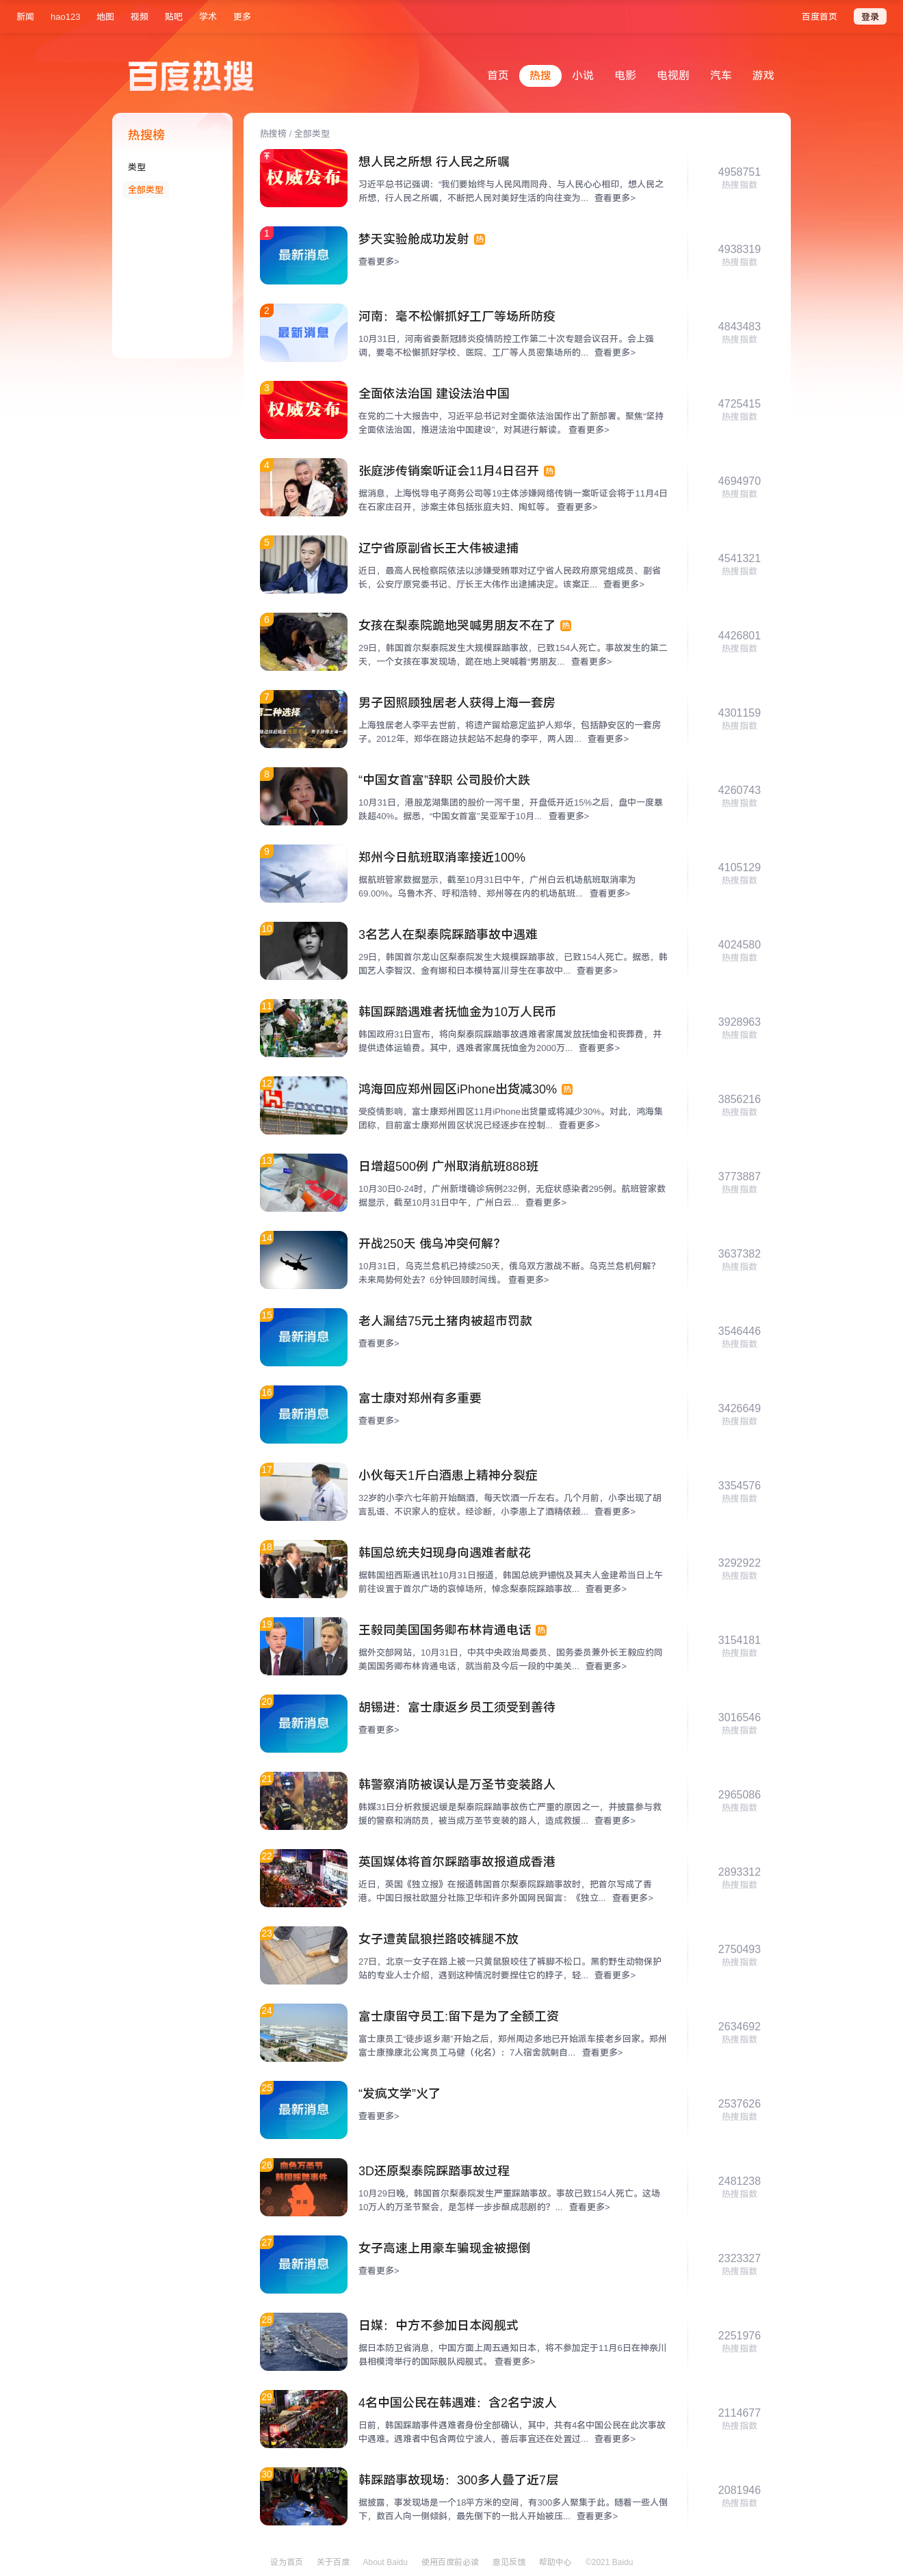 新闻 hao123 地图 视频 贴吧 学术 更多 百度首页 登录
百度热搜
首页 热搜 小说 电影 电视剧 汽车 游戏
热搜榜
类型
全部类型
热搜榜 / 全部类型
权威发布
想人民之所想 行人民之所嘱
习近平总书记强调:“我们要始终与人民风雨同舟、与人民心心相印，想人民之
所想，行人民之所嘱，不断把人民对美好生活的向往变为... 查看更多>
4958751
热搜指数
1
最新消息
梦天实验舱成功发射 热
查看更多>
4938319
热搜指数
2
最新消息
河南：毫不松懈抓好工厂等场所防疫
10月31日，河南省委新冠肺炎疫情防控工作第二十次专题会议召开。会上强
调，要毫不松懈抓好学校、医院、工厂等人员密集场所的... 查看更多>
4843483
热搜指数
3
权威发布
全面依法治国 建设法治中国
在党的二十大报告中，习近平总书记对全面依法治国作出了新部署。聚焦“坚持
全面依法治国，推进法治中国建设”，对其进行解读。 查看更多>
4725415
热搜指数
4
张庭涉传销案听证会11月4日召开 热
据消息，上海悦导电子商务公司等19主体涉嫌网络传销一案听证会将于11月4日
在石家庄召开，涉案主体包括张庭夫妇、陶虹等。 查看更多>
4694970
热搜指数
5
辽宁省原副省长王大伟被逮捕
近日，最高人民检察院依法以涉嫌受贿罪对辽宁省人民政府原党组成员、副省
长，公安厅原党委书记、厅长王大伟作出逮捕决定。该案正... 查看更多>
4541321
热搜指数
6
女孩在梨泰院跪地哭喊男朋友不在了 热
29日，韩国首尔梨泰院发生大规模踩踏事故，已致154人死亡。事故发生的第二
天，一个女孩在事发现场，跪在地上哭喊着“男朋友... 查看更多>
4426801
热搜指数
7
第二种选择
男子因照顾独居老人获得上海一套房
上海独居老人李平去世前，将遗产留给意定监护人郑华，包括静安区的一套房
子。2012年，郑华在路边扶起站不起身的李平，两人因... 查看更多>
4301159
热搜指数
8
“中国女首富”辞职 公司股价大跌
10月31日，港股龙湖集团的股价一泻千里，开盘低开近15%之后，盘中一度暴
跌超40%。据悉，“中国女首富”吴亚军于10月... 查看更多>
4260743
热搜指数
9
郑州今日航班取消率接近100%
据航班管家数据显示，截至10月31日中午，广州白云机场航班取消率为
69.00%。乌鲁木齐、呼和浩特、郑州等在内的机场航班... 查看更多>
4105129
热搜指数
10
3名艺人在梨泰院踩踏事故中遇难
29日，韩国首尔龙山区梨泰院发生大规模踩踏事故，已致154人死亡。据悉，韩
国艺人李智汉、金有娜和日本模特富川芽生在事故中... 查看更多>
4024580
热搜指数
11
韩国踩踏遇难者抚恤金为10万人民币
韩国政府31日宣布，将向梨泰院踩踏事故遇难者家属发放抚恤金和丧葬费，并
提供遗体运输费。其中，遇难者家属抚恤金为2000万... 查看更多>
3928963
热搜指数
12
FOXCONN
鸿海回应郑州园区iPhone出货减30% 热
受疫情影响，富士康郑州园区11月iPhone出货量或将减少30%。对此，鸿海集
团称，目前富士康郑州园区状况已经逐步在控制... 查看更多>
3856216
热搜指数
13
日增超500例 广州取消航班888班
10月30日0-24时，广州新增确诊病例232例，无症状感染者295例。航班管家数
据显示，截至10月31日中午，广州白云... 查看更多>
3773887
热搜指数
14
开战250天 俄乌冲突何解？
10月31日，乌克兰危机已持续250天，俄乌双方激战不断。乌克兰危机何解？
未来局势何处去？6分钟回顾时间线。 查看更多>
3637382
热搜指数
15
最新消息
老人漏结75元土猪肉被超市罚款
查看更多>
3546446
热搜指数
16
最新消息
富士康对郑州有多重要
查看更多>
3426649
热搜指数
17
小伙每天1斤白酒患上精神分裂症
32岁的小李六七年前开始酗酒，每天饮酒一斤左右。几个月前，小李出现了胡
言乱语、不识家人的症状。经诊断，小李患上了酒精依赖... 查看更多>
3354576
热搜指数
18
韩国总统夫妇现身向遇难者献花
据韩国纽西斯通讯社10月31日报道，韩国总统尹锡悦及其夫人金建希当日上午
前往设置于首尔广场的哀悼场所，悼念梨泰院踩踏事故... 查看更多>
3292922
热搜指数
19
王毅同美国国务卿布林肯通电话 热
据外交部网站，10月31日，中共中央政治局委员、国务委员兼外长王毅应约同
美国国务卿布林肯通电话，就当前及今后一段的中美关... 查看更多>
3154181
热搜指数
20
最新消息
胡锡进：富士康返乡员工须受到善待
查看更多>
3016546
热搜指数
21
韩警察消防被误认是万圣节变装路人
韩媒31日分析救援迟缓是梨泰院踩踏事故伤亡严重的原因之一，并披露参与救
援的警察和消防员，被当成万圣节变装的路人，造成救援... 查看更多>
2965086
热搜指数
22
英国媒体将首尔踩踏事故报道成香港
近日，英国《独立报》在报道韩国首尔梨泰院踩踏事故时，把首尔写成了香
港。中国日报社欧盟分社陈卫华和许多外国网民留言：《独立... 查看更多>
2893312
热搜指数
23
女子遭黄鼠狼拦路咬裤腿不放
27日，北京一女子在路上被一只黄鼠狼咬住了裤脚不松口。黑豹野生动物保护
站的专业人士介绍，遇到这种情况时要捏住它的脖子，轻... 查看更多>
2750493
热搜指数
24
富士康留守员工:留下是为了全额工资
富士康员工“徒步返乡潮”开始之后，郑州周边多地已开始派车接老乡回家。郑州
富士康豫康北公寓员工马健（化名）：7人宿舍就剩自... 查看更多>
2634692
热搜指数
25
最新消息
“发疯文学”火了
查看更多>
2537626
热搜指数
26
血色万圣节
韩国踩踏事件
3D还原梨泰院踩踏事故过程
10月29日晚，韩国首尔梨泰院发生严重踩踏事故。事故已致154人死亡。这场
10万人的万圣节聚会，是怎样一步步酿成悲剧的？... 查看更多>
2481238
热搜指数
27
最新消息
女子高速上用豪车骗现金被摁倒
查看更多>
2323327
热搜指数
28
日媒：中方不参加日本阅舰式
据日本防卫省消息，中国方面上周五通知日本，将不参加定于11月6日在神奈川
县相模湾举行的国际舰队阅舰式。 查看更多>
2251976
热搜指数
29
4名中国公民在韩遇难：含2名宁波人
日前，韩国踩踏事件遇难者身份全部确认，其中，共有4名中国公民在此次事故
中遇难。遇难者中包含两位宁波人，善后事宜还在处置过... 查看更多>
2114677
热搜指数
30
韩踩踏事故现场：300多人叠了近7层
据披露，事发现场是一个18平方米的空间，有300多人聚集于此。随着一些人倒
下，数百人向一侧倾斜，最先倒下的一批人开始被压... 查看更多>
2081946
热搜指数
设为首页 关于百度 About Baidu 使用百度前必读 意见反馈 帮助中心 ©2021 Baidu